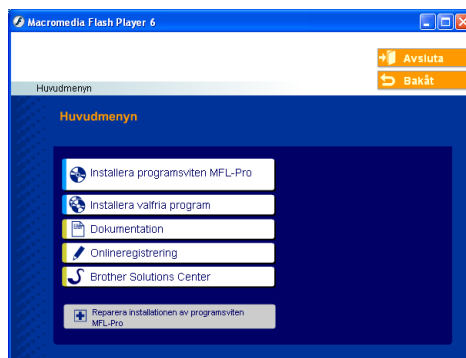 Macromedia Flash Player 6
Avsluta
Bakåt
Huvudmenyn
Huvudmenyn
Installera programsviten MFL-Pro
Installera valfria program
Dokumentation
Onlineregistrering
Brother Solutions Center
Reparera installationen av programsviten
MFL-Pro